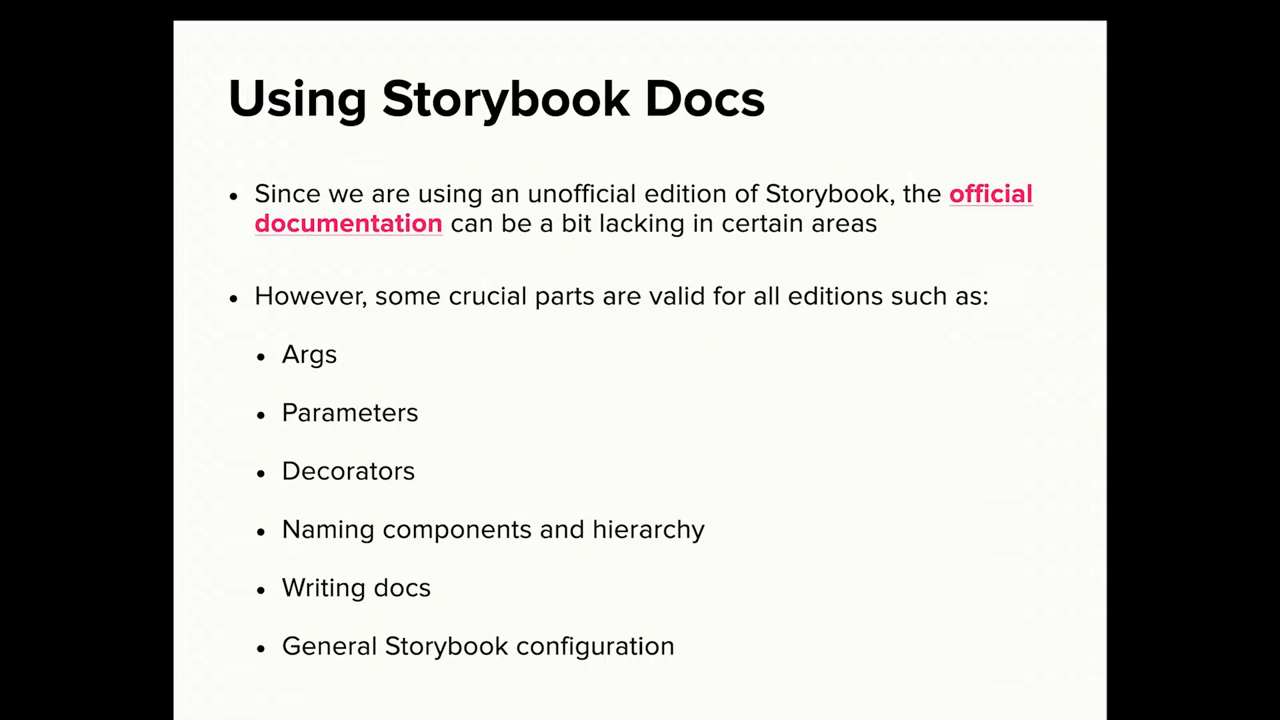 Using Storybook Docs
• Since we are using an unofficial edition of Storybook, the official
documentation can be a bit lacking in certain areas
• However, some crucial parts are valid for all editions such as:
• Args
• Parameters
• Decorators
• Naming components and hierarchy
• Writing docs
• General Storybook configuration